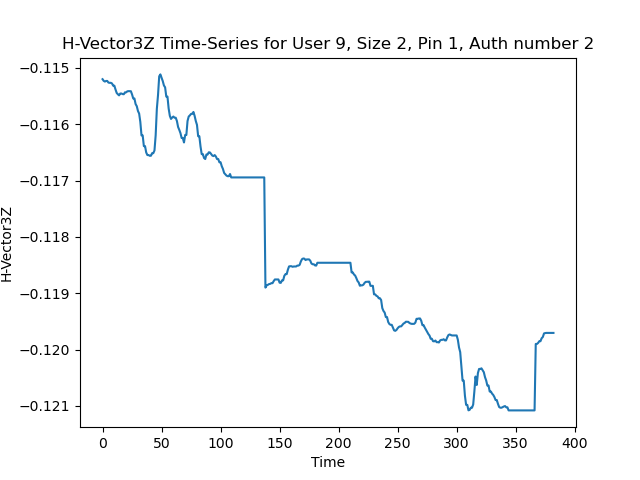 H-Vector3Z Time-Series for User 9, Size 2, Pin 1, Auth number 2
H-Vector3Z
−0.115
−0.116
−0.117
−0.118
−0.119
−0.120
−0.121
0 50 100 150 200 250 300 350 400
Time